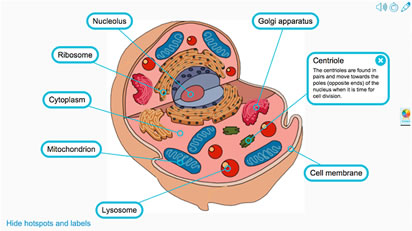 Nucleolus
Golgi apparatus
Ribosome
Centriole
The centrioles are found in
pairs and move towards the
poles (opposite ends) of the
nucleus when it is time for
cell division.
Cytoplasm
Mitochondrion
Cell membrane
Lysosome
Hide hotspots and labels